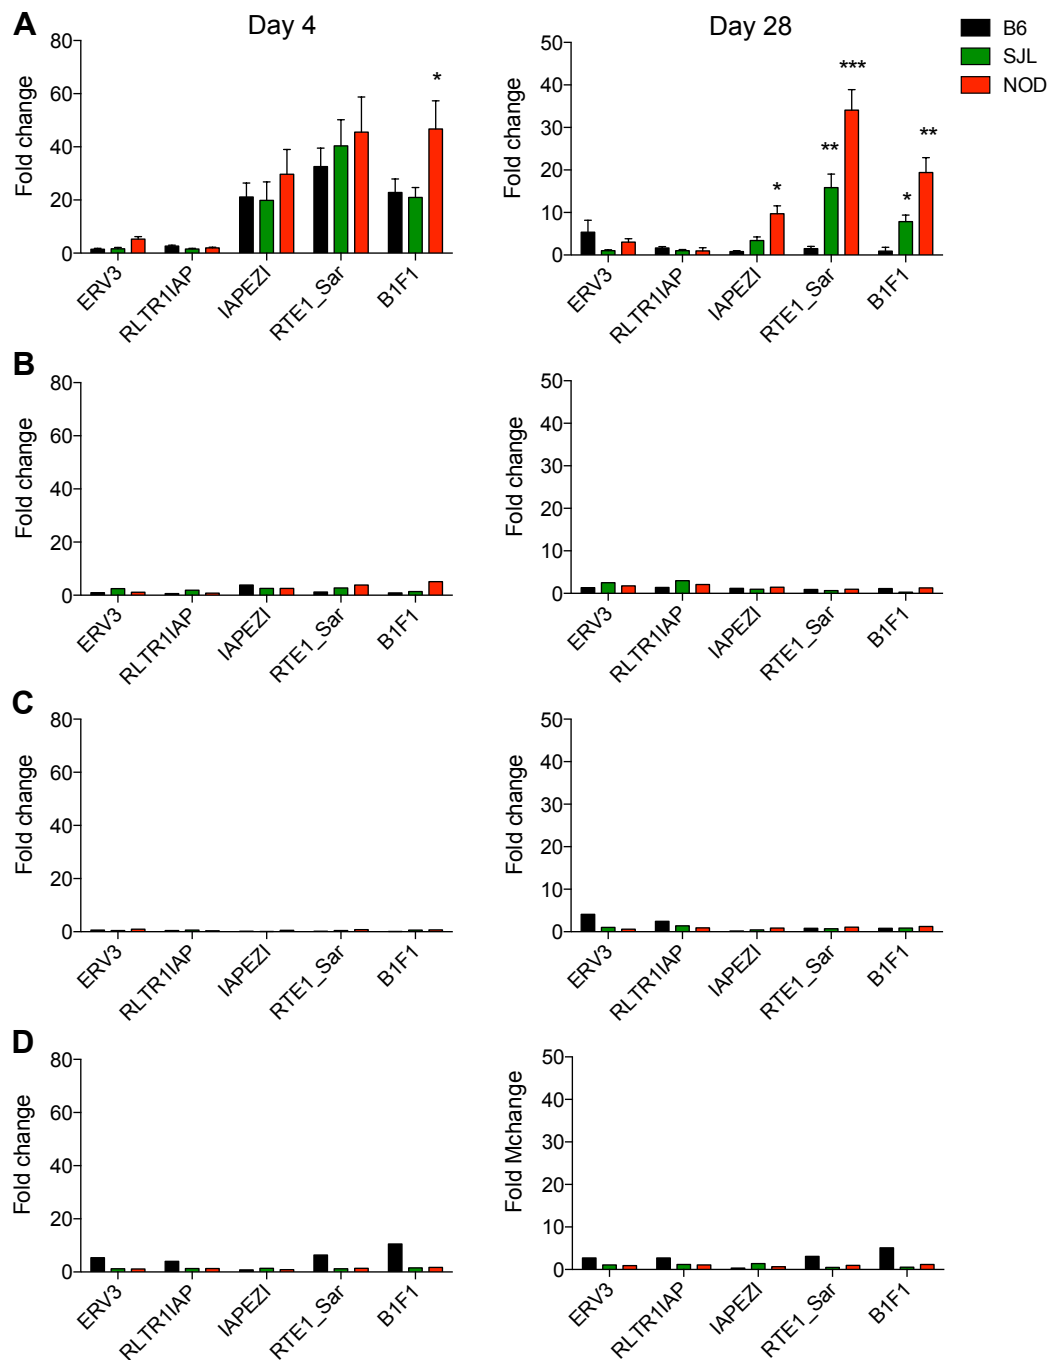 A
Day 4
Day 28
B6
SJL
NOD
Fold change
80
60
40
20
0
*
ERV3
RLTR1IAP
IAPEZI
RTE1_Sar
B1F1
Fold change
50
40
30
20
10
0
*
**
***
*
**
ERV3
RLTR1IAP
IAPEZI
RTE1_Sar
B1F1
B
Fold change
80
60
40
20
0
ERV3
RLTR1IAP
IAPEZI
RTE1_Sar
B1F1
Fold change
50
40
30
20
10
0
ERV3
RLTR1IAP
IAPEZI
RTE1_Sar
B1F1
C
Fold change
80
60
40
20
0
ERV3
RLTR1IAP
IAPEZI
RTE1_Sar
B1F1
Fold change
50
40
30
20
10
0
ERV3
RLTR1IAP
IAPEZI
RTE1_Sar
B1F1
D
Fold change
80
60
40
20
0
ERV3
RLTR1IAP
IAPEZI
RTE1_Sar
B1F1
Fold Mchange
50
40
30
20
10
0
ERV3
RLTR1IAP
IAPEZI
RTE1_Sar
B1F1